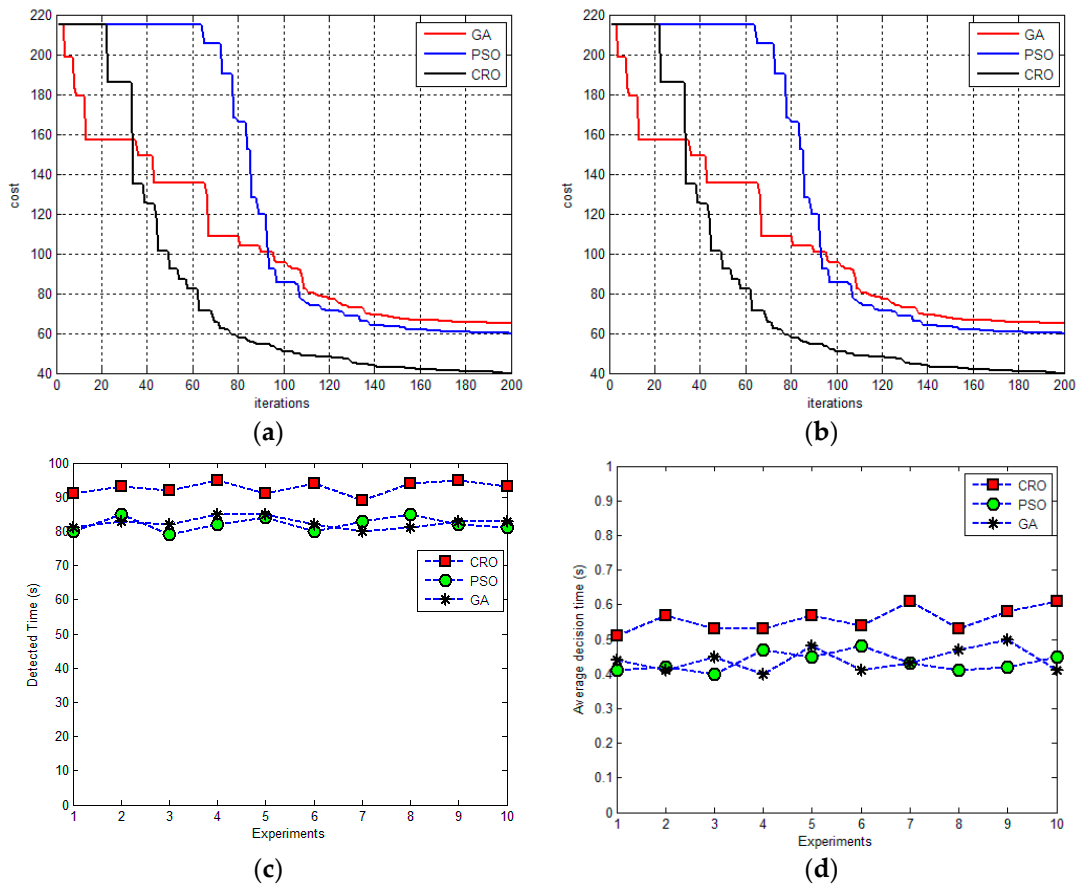 220
200
180
160
140
120
100
80
60
40
cost
GA
PSO
CRO
0 20 40 60 80 100 120 140 160 180 200
iterations
(a)
220
200
180
160
140
120
100
80
60
40
cost
GA
PSO
CRO
0 20 40 60 80 100 120 140 160 180 200
iterations
(b)
100
90
80
70
60
50
40
30
20
10
0
Detected Time (s)
CRO
PSO
GA
1 2 3 4 5 6 7 8 9 10
Experiments
(c)
1
0.9
0.8
0.7
0.6
0.5
0.4
0.3
0.2
0.1
0
Average decision time (s)
CRO
PSO
GA
1 2 3 4 5 6 7 8 9 10
Experiments
(d)